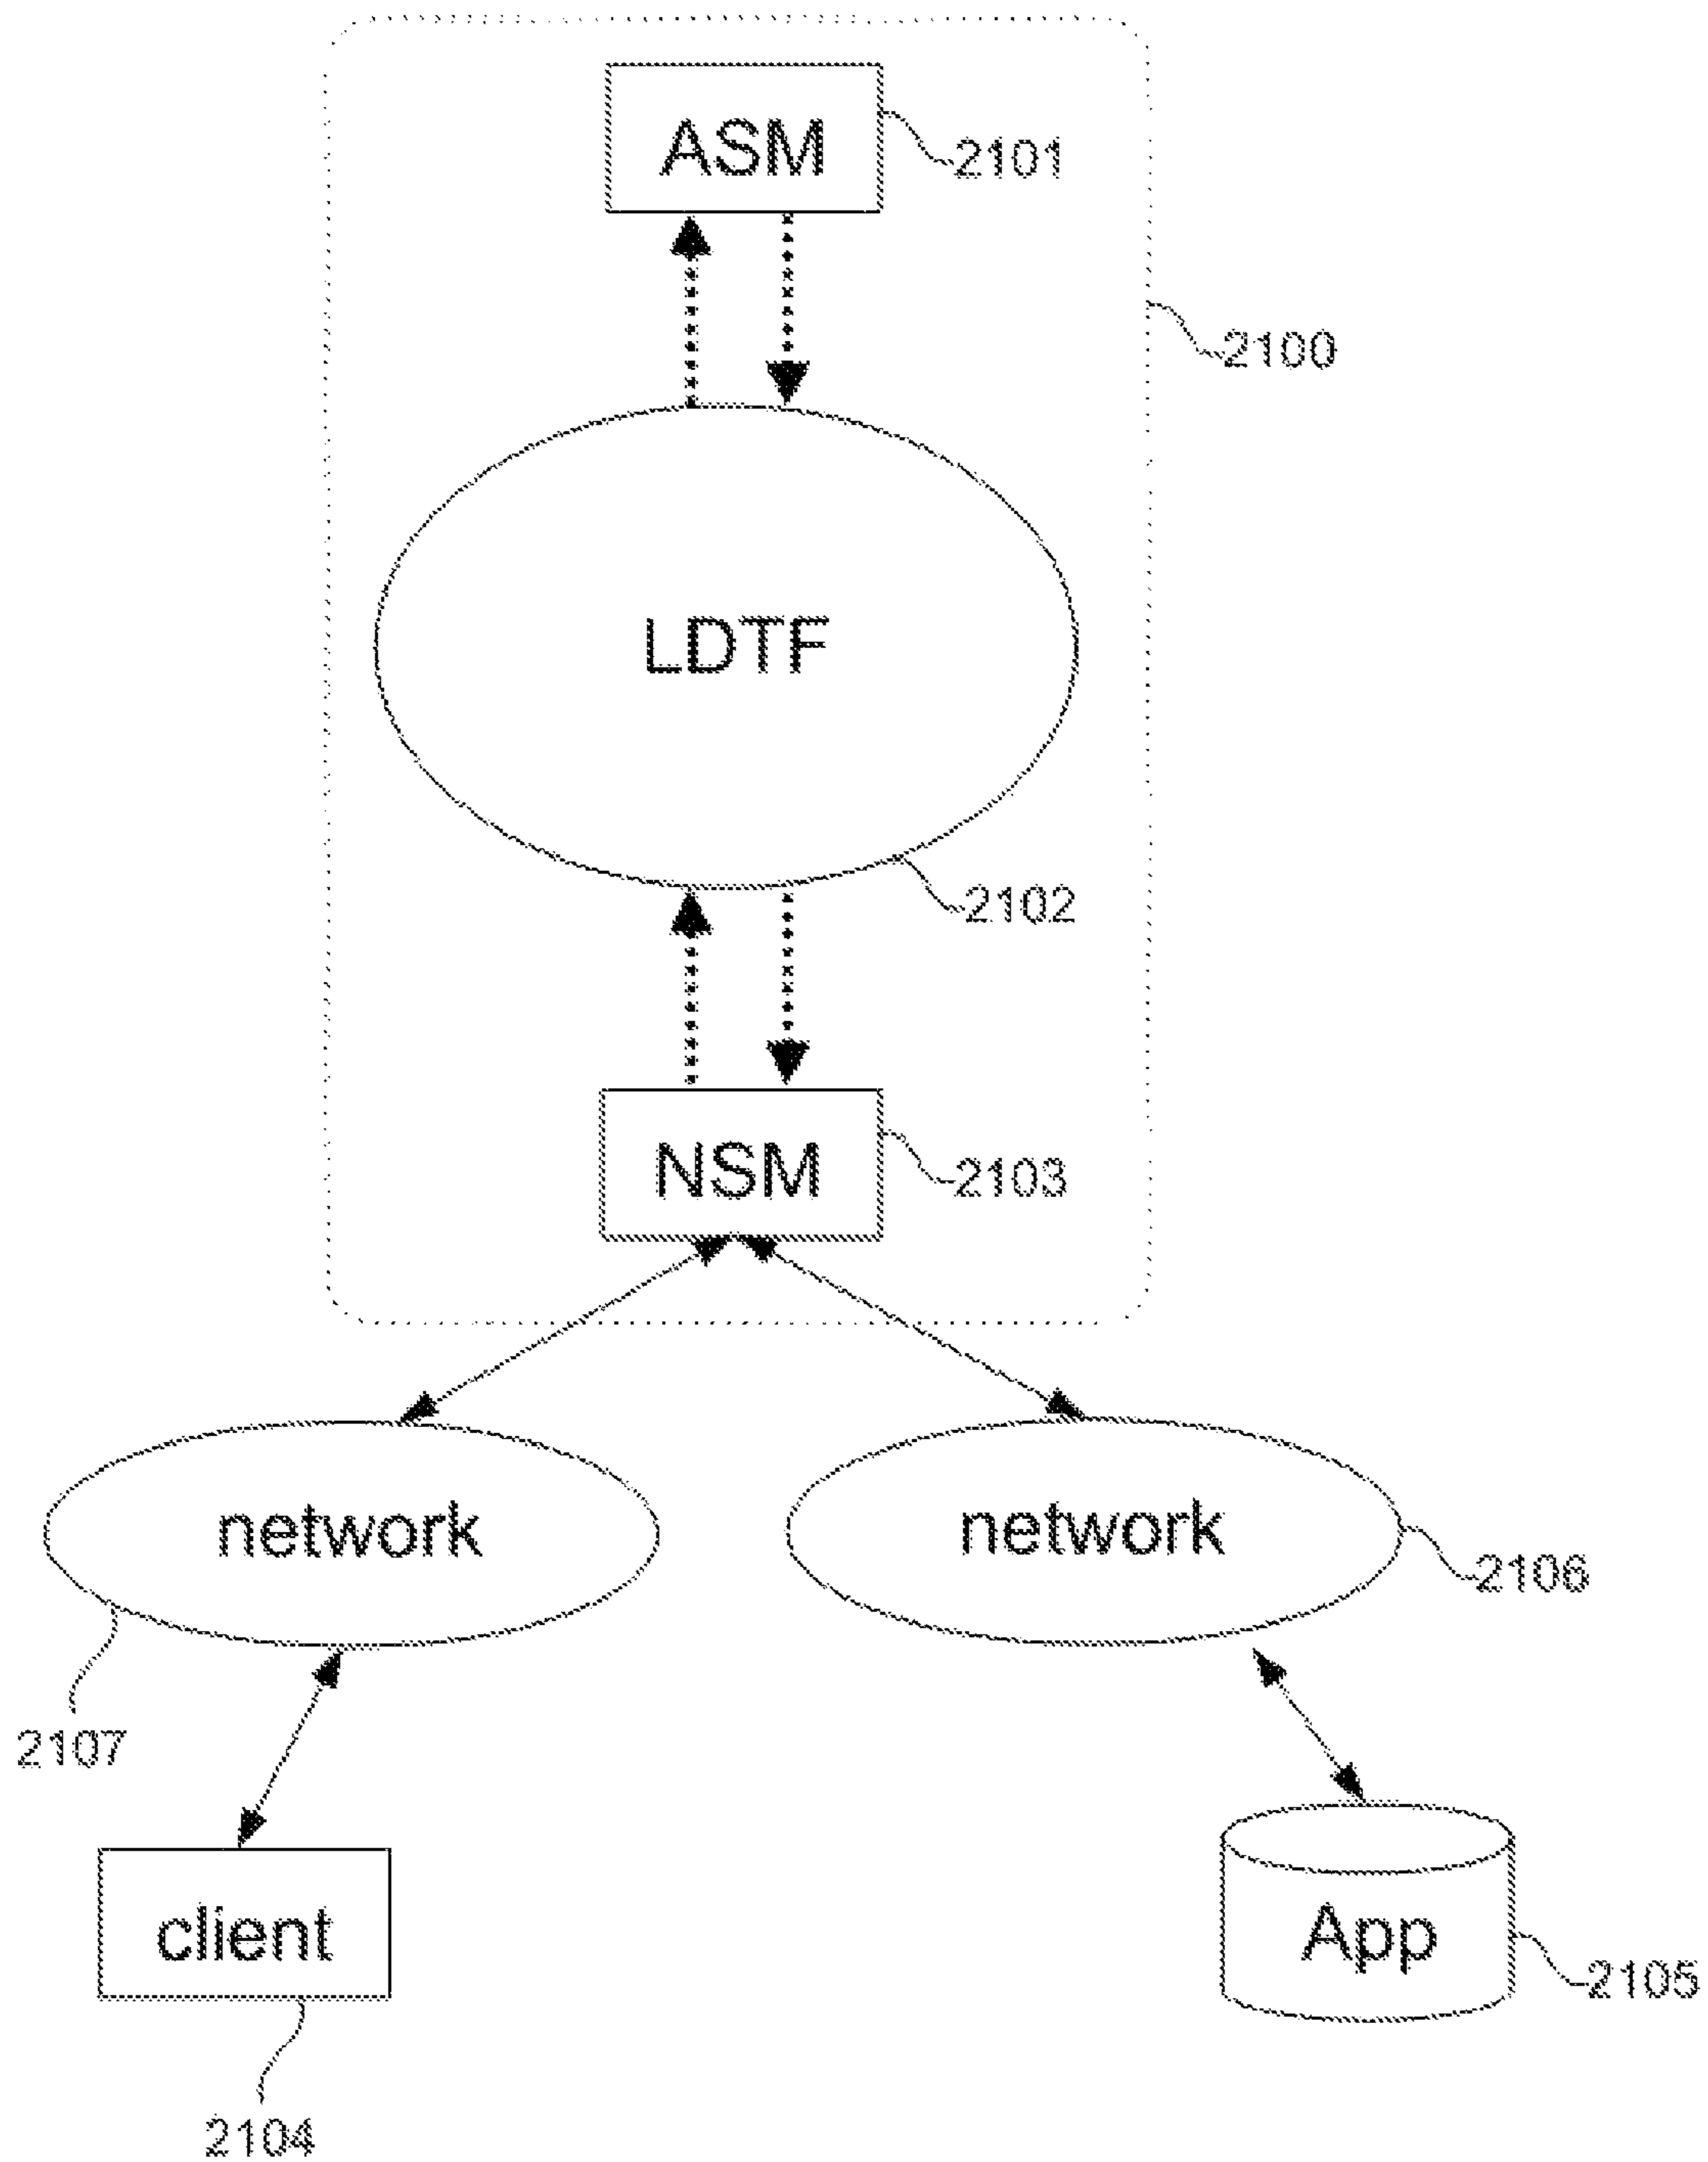 ASM
2101
2100
LDTF
2102
NSM
2103
network
network
2106
2107
client
App
2105
2104